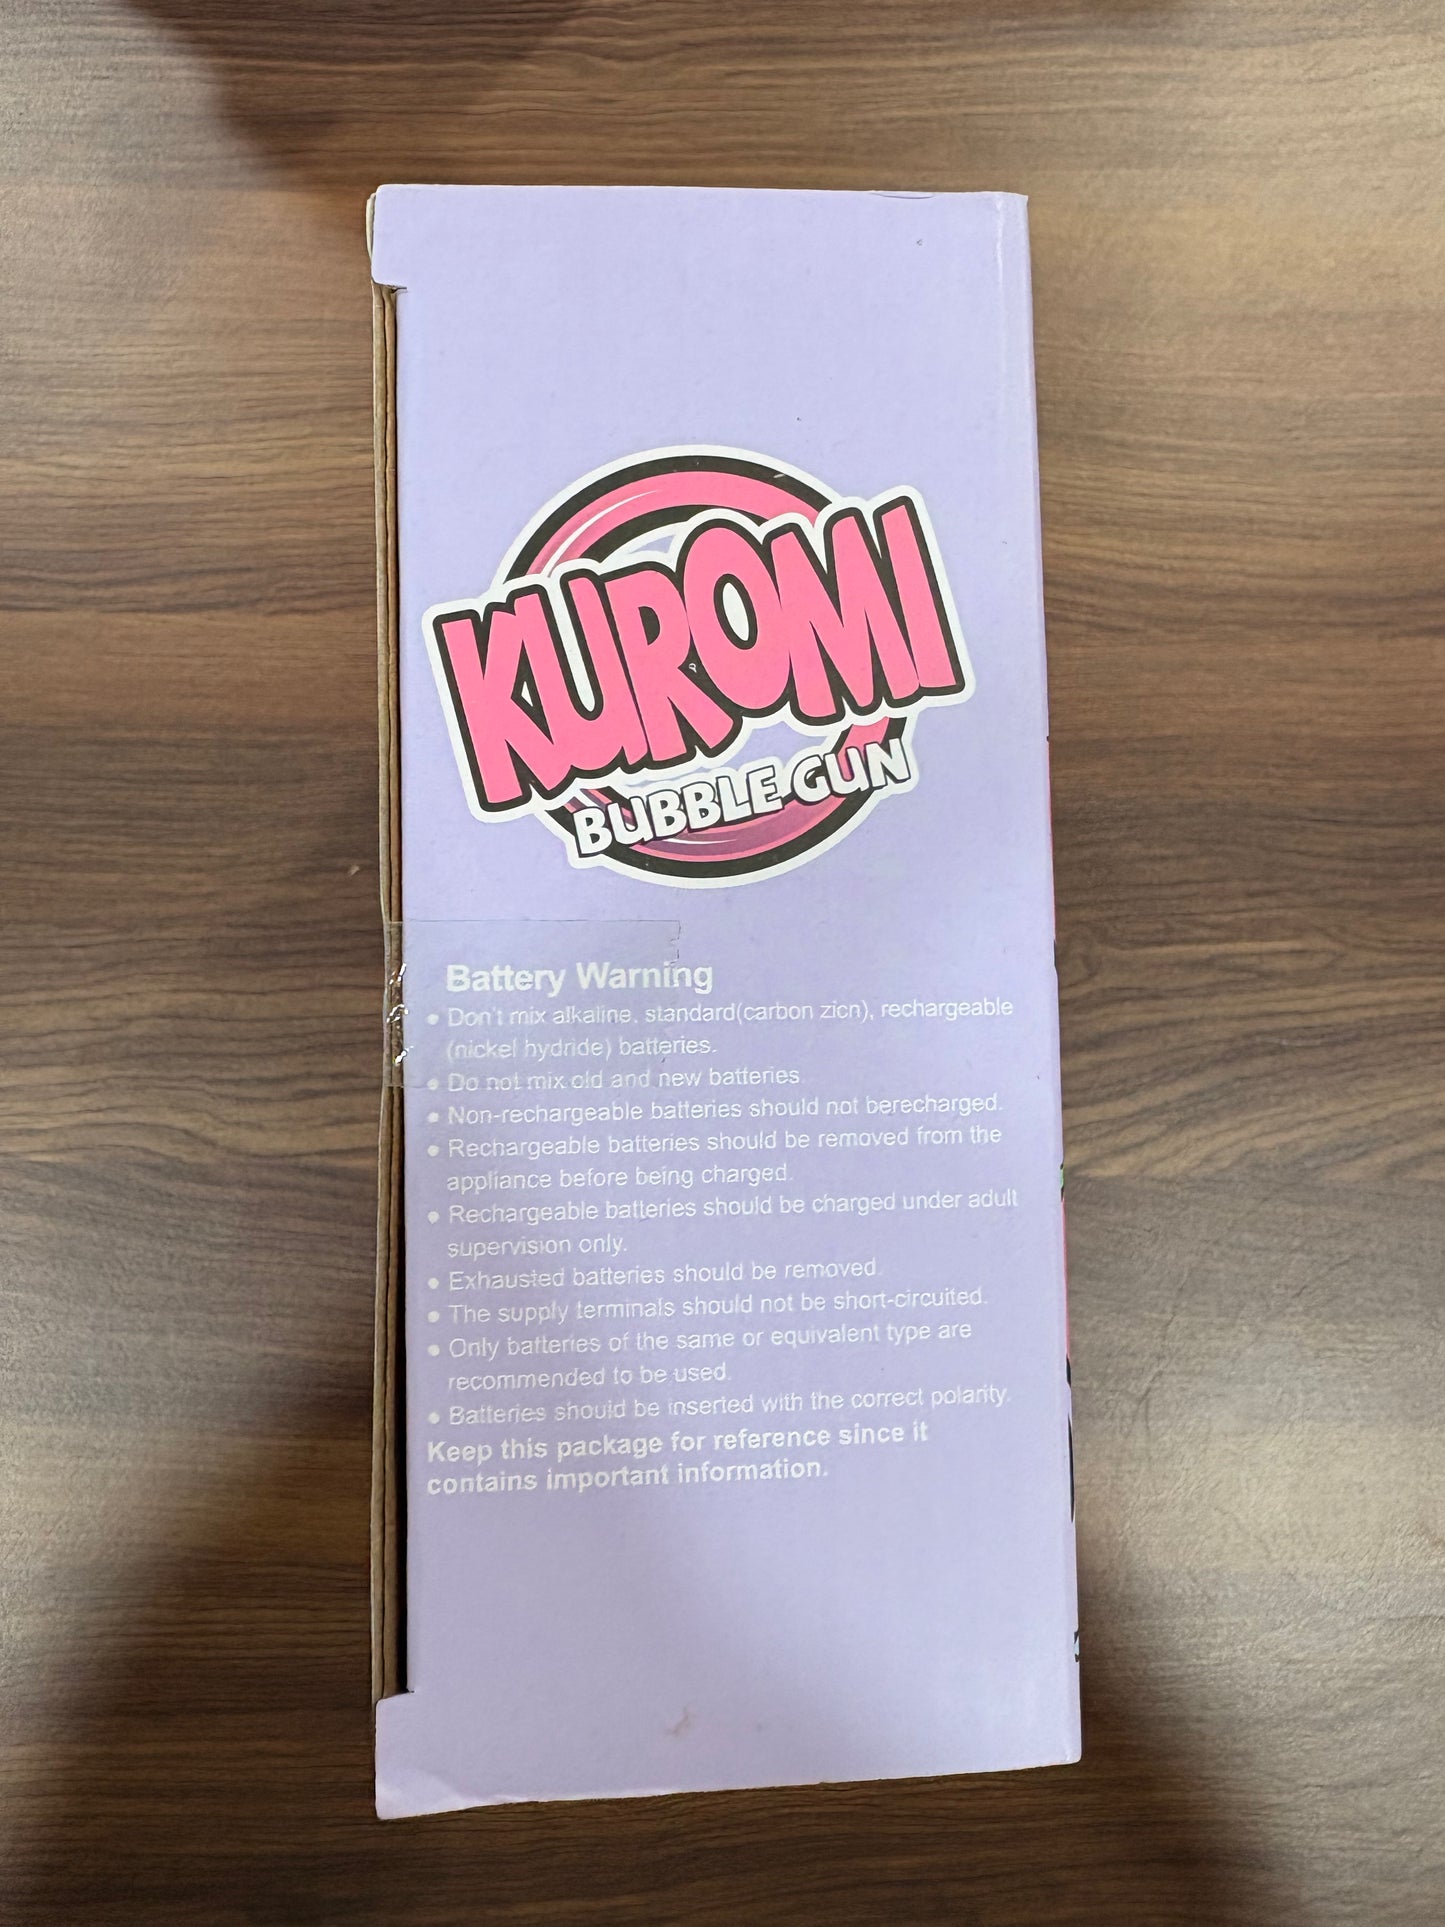 KUROMI
BUBBLE GUN
Battery Warning
• Don't mix alkaline, standard(carbon zicn), rechargeable
(nickel hydride) batteries.
• Do not mix old and new batteries.
• Non-rechargeable batteries should not berecharged.
• Rechargeable batteries should be removed from the
appliance before being charged.
• Rechargeable batteries should be charged under adult
supervision only.
• Exhausted batteries should be removed.
• The supply terminals should not be short-circuited.
• Only batteries of the same or equivalent type are
recommended to be used.
• Batteries should be inserted with the correct polarity.
Keep this package for reference since it
contains important information.